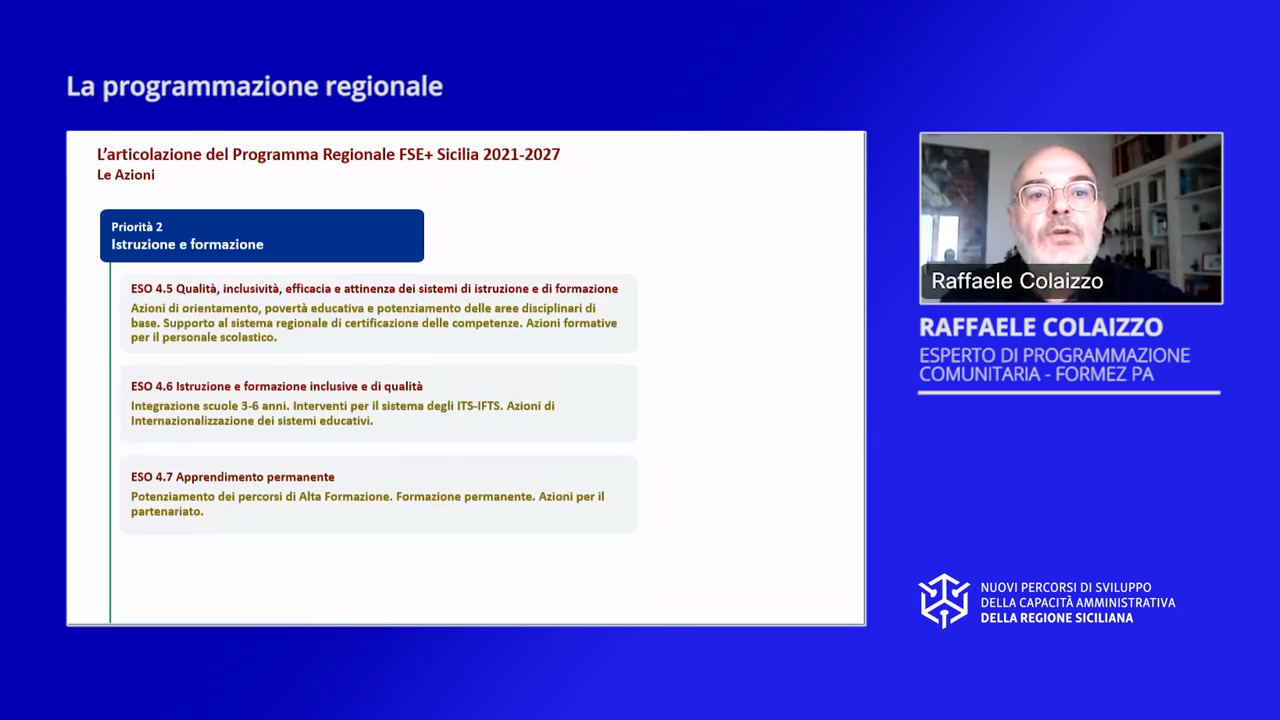 La programmazione regionale
L'articolazione del Programma Regionale FSE+ Sicilia 2021-2027
Le Azioni
Priorità 2
Istruzione e formazione
ESO 4.5 Qualità, inclusività, efficacia e attinenza dei sistemi di istruzione e di formazione
Azioni di orientamento, povertà educativa e potenziamento delle aree disciplinari di
base. Supporto al sistema regionale di certificazione delle competenze. Azioni formative
per il personale scolastico.
ESO 4.6 Istruzione e formazione inclusive e di qualità
Integrazione scuole 3-6 anni. Interventi per il sistema degli ITS-IFTS. Azioni di
Internazionalizzazione dei sistemi educativi.
ESO 4.7 Apprendimento permanente
Potenziamento dei percorsi di Alta Formazione. Formazione permanente. Azioni per il
partenariato.
Raffaele Colaizzo
RAFFAELE COLAIZZO
ESPERTO DI PROGRAMMAZIONE
COMUNITARIA - FORMEZ PA
NUOVI PERCORSI DI SVILUPPO
DELLA CAPACITÀ AMMINISTRATIVA
DELLA REGIONE SICILIANA